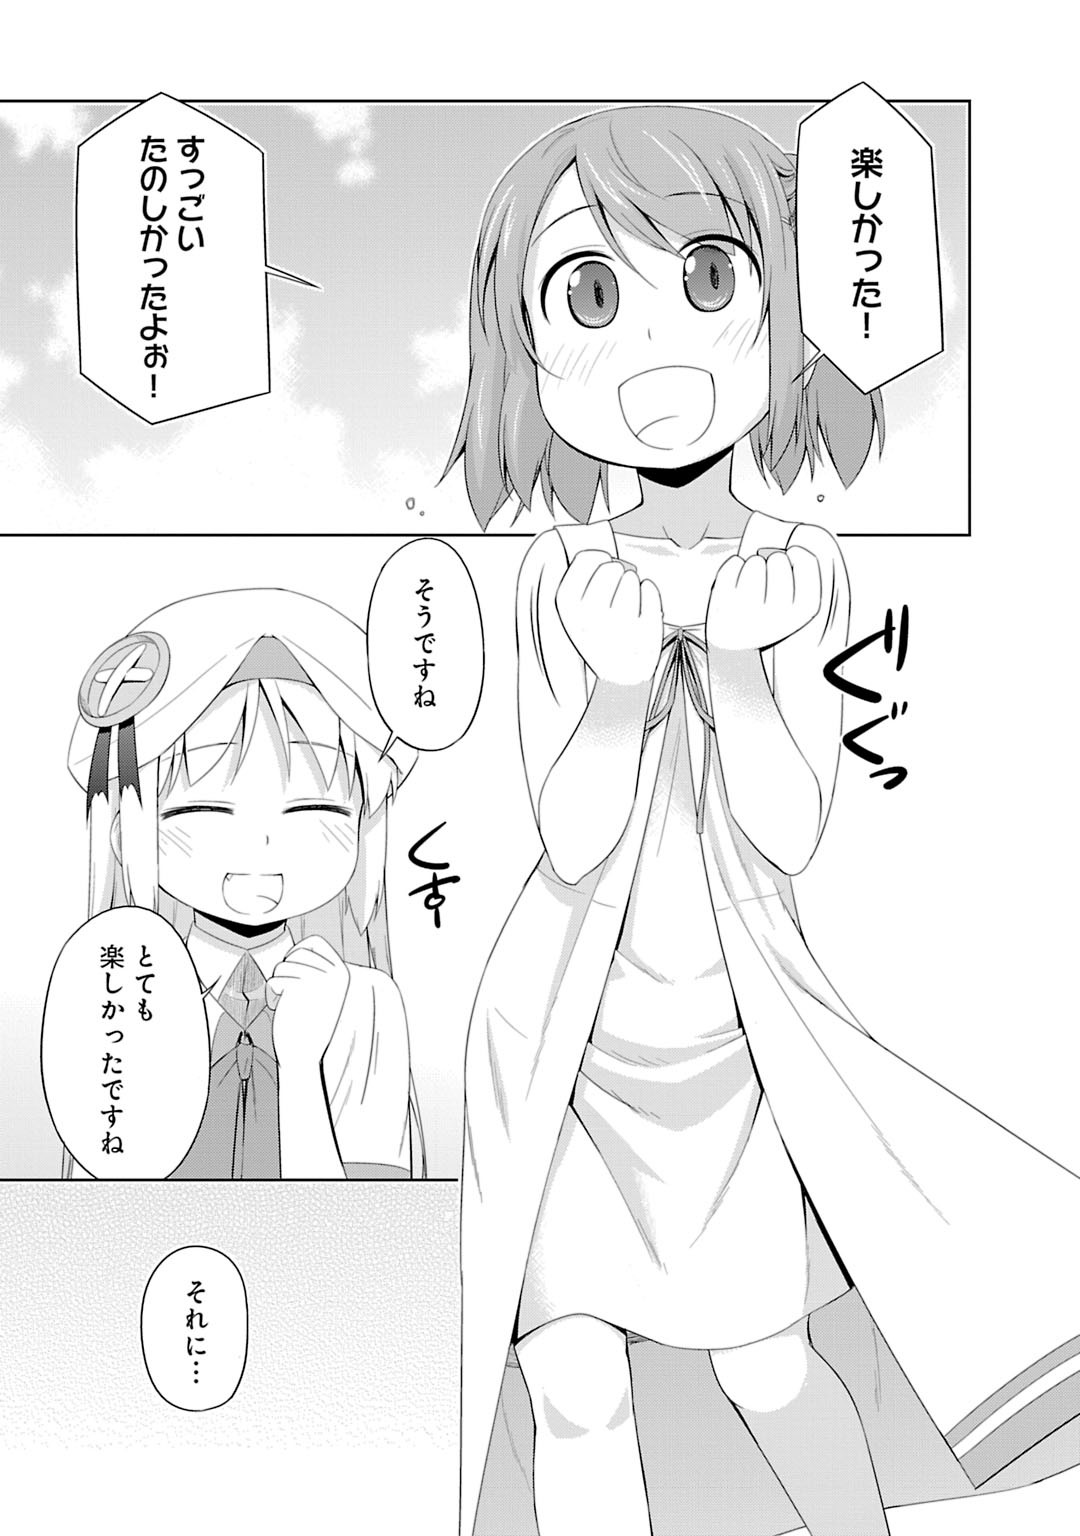 楽しかった！
すっごい
たのしかったよぉ！
ぐぐっ
そうですね
くす
とても
楽しかったですね
それに…